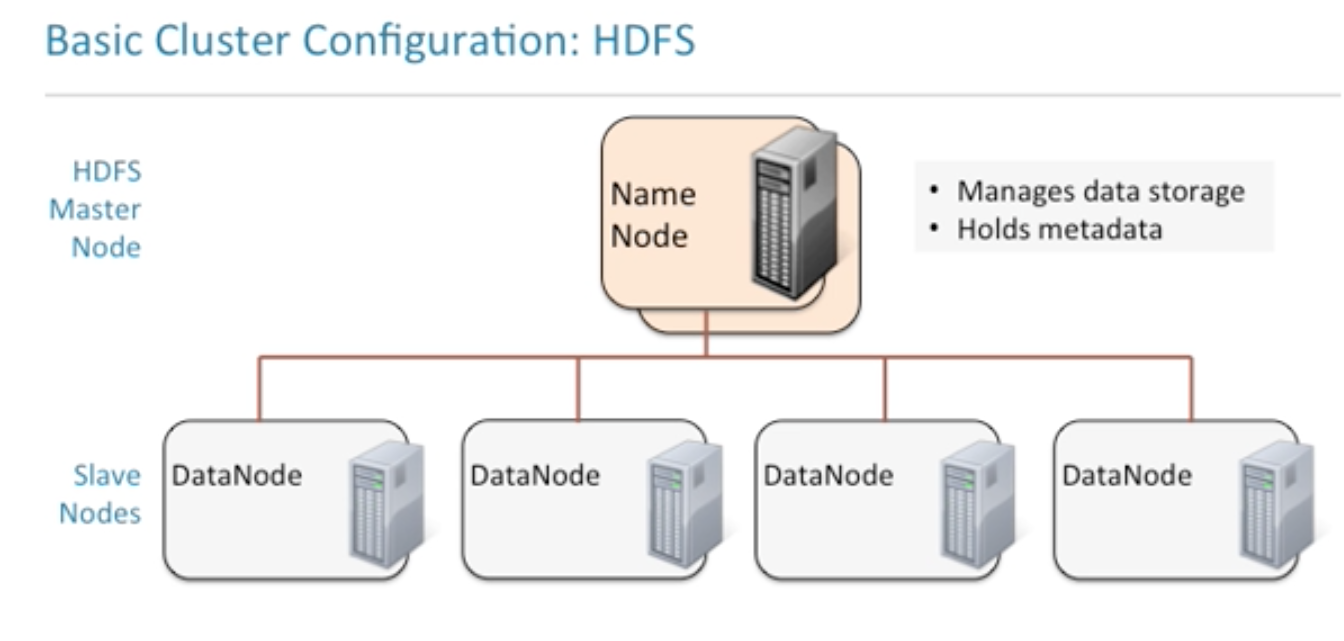 Basic Cluster Configuration: HDFS
HDFS
Master
Node
Name
Node
• Manages data storage
• Holds metadata
Slave
Nodes
DataNode
DataNode
DataNode
DataNode